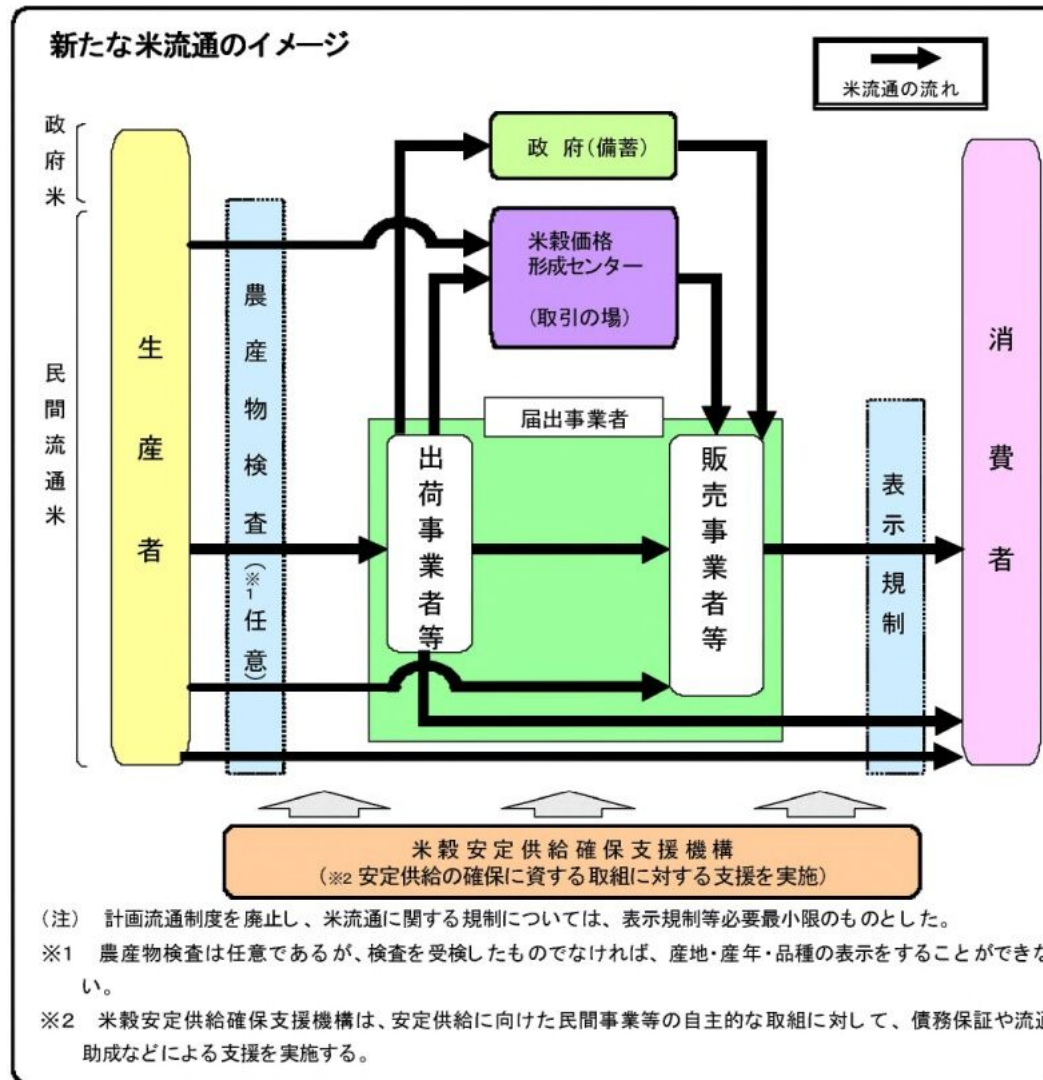 新たな米流通のイメージ
米流通の流れ
政府米
民間流通米
生産者
農産物検査(※1任意)
政 府(備蓄)
米穀価格
形成センター
(取引の場)
届出事業者
出荷事業者等
販売事業者等
表示規制
消費者
米穀安定供給確保支援機構
(※2 安定供給の確保に資する取組に対する支援を実施)
(注) 計画流通制度を廃止し、米流通に関する規制については、表示規制等必要最小限のものとした。
※1 農産物検査は任意であるが、検査を受検したものでなければ、産地・産年・品種の表示をすることができな
い。
※2 米穀安定供給確保支援機構は、安定供給に向けた民間事業等の自主的な取組に対して、債務保証や流通
助成などによる支援を実施する。